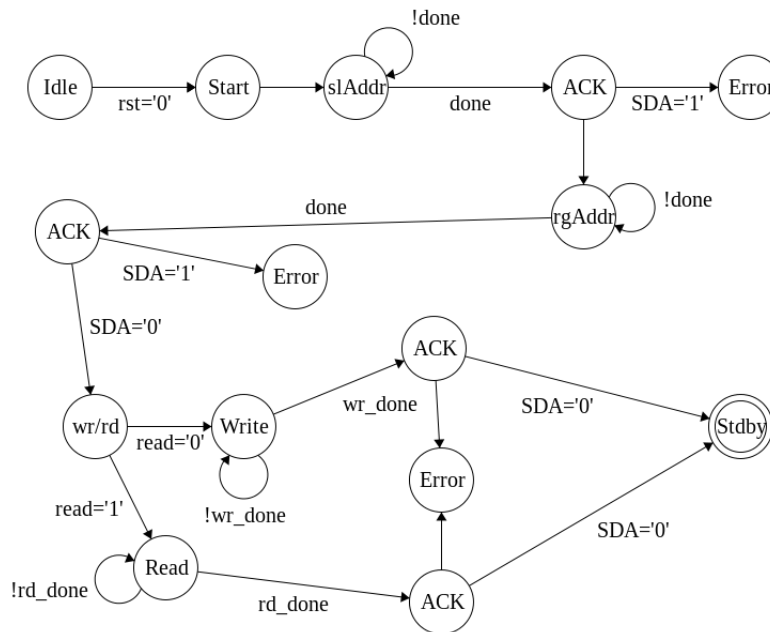 !done
Idle
rst='0'
Start
slAddr
done
ACK
SDA='1'
Error
rgAddr
!done
done
ACK
SDA='1'
Error
SDA='0'
ACK
wr_done
SDA='0'
wr/rd
read='0'
Write
!wr_done
Error
Stdby
read='1'
Read
!rd_done
rd_done
ACK
SDA='0'